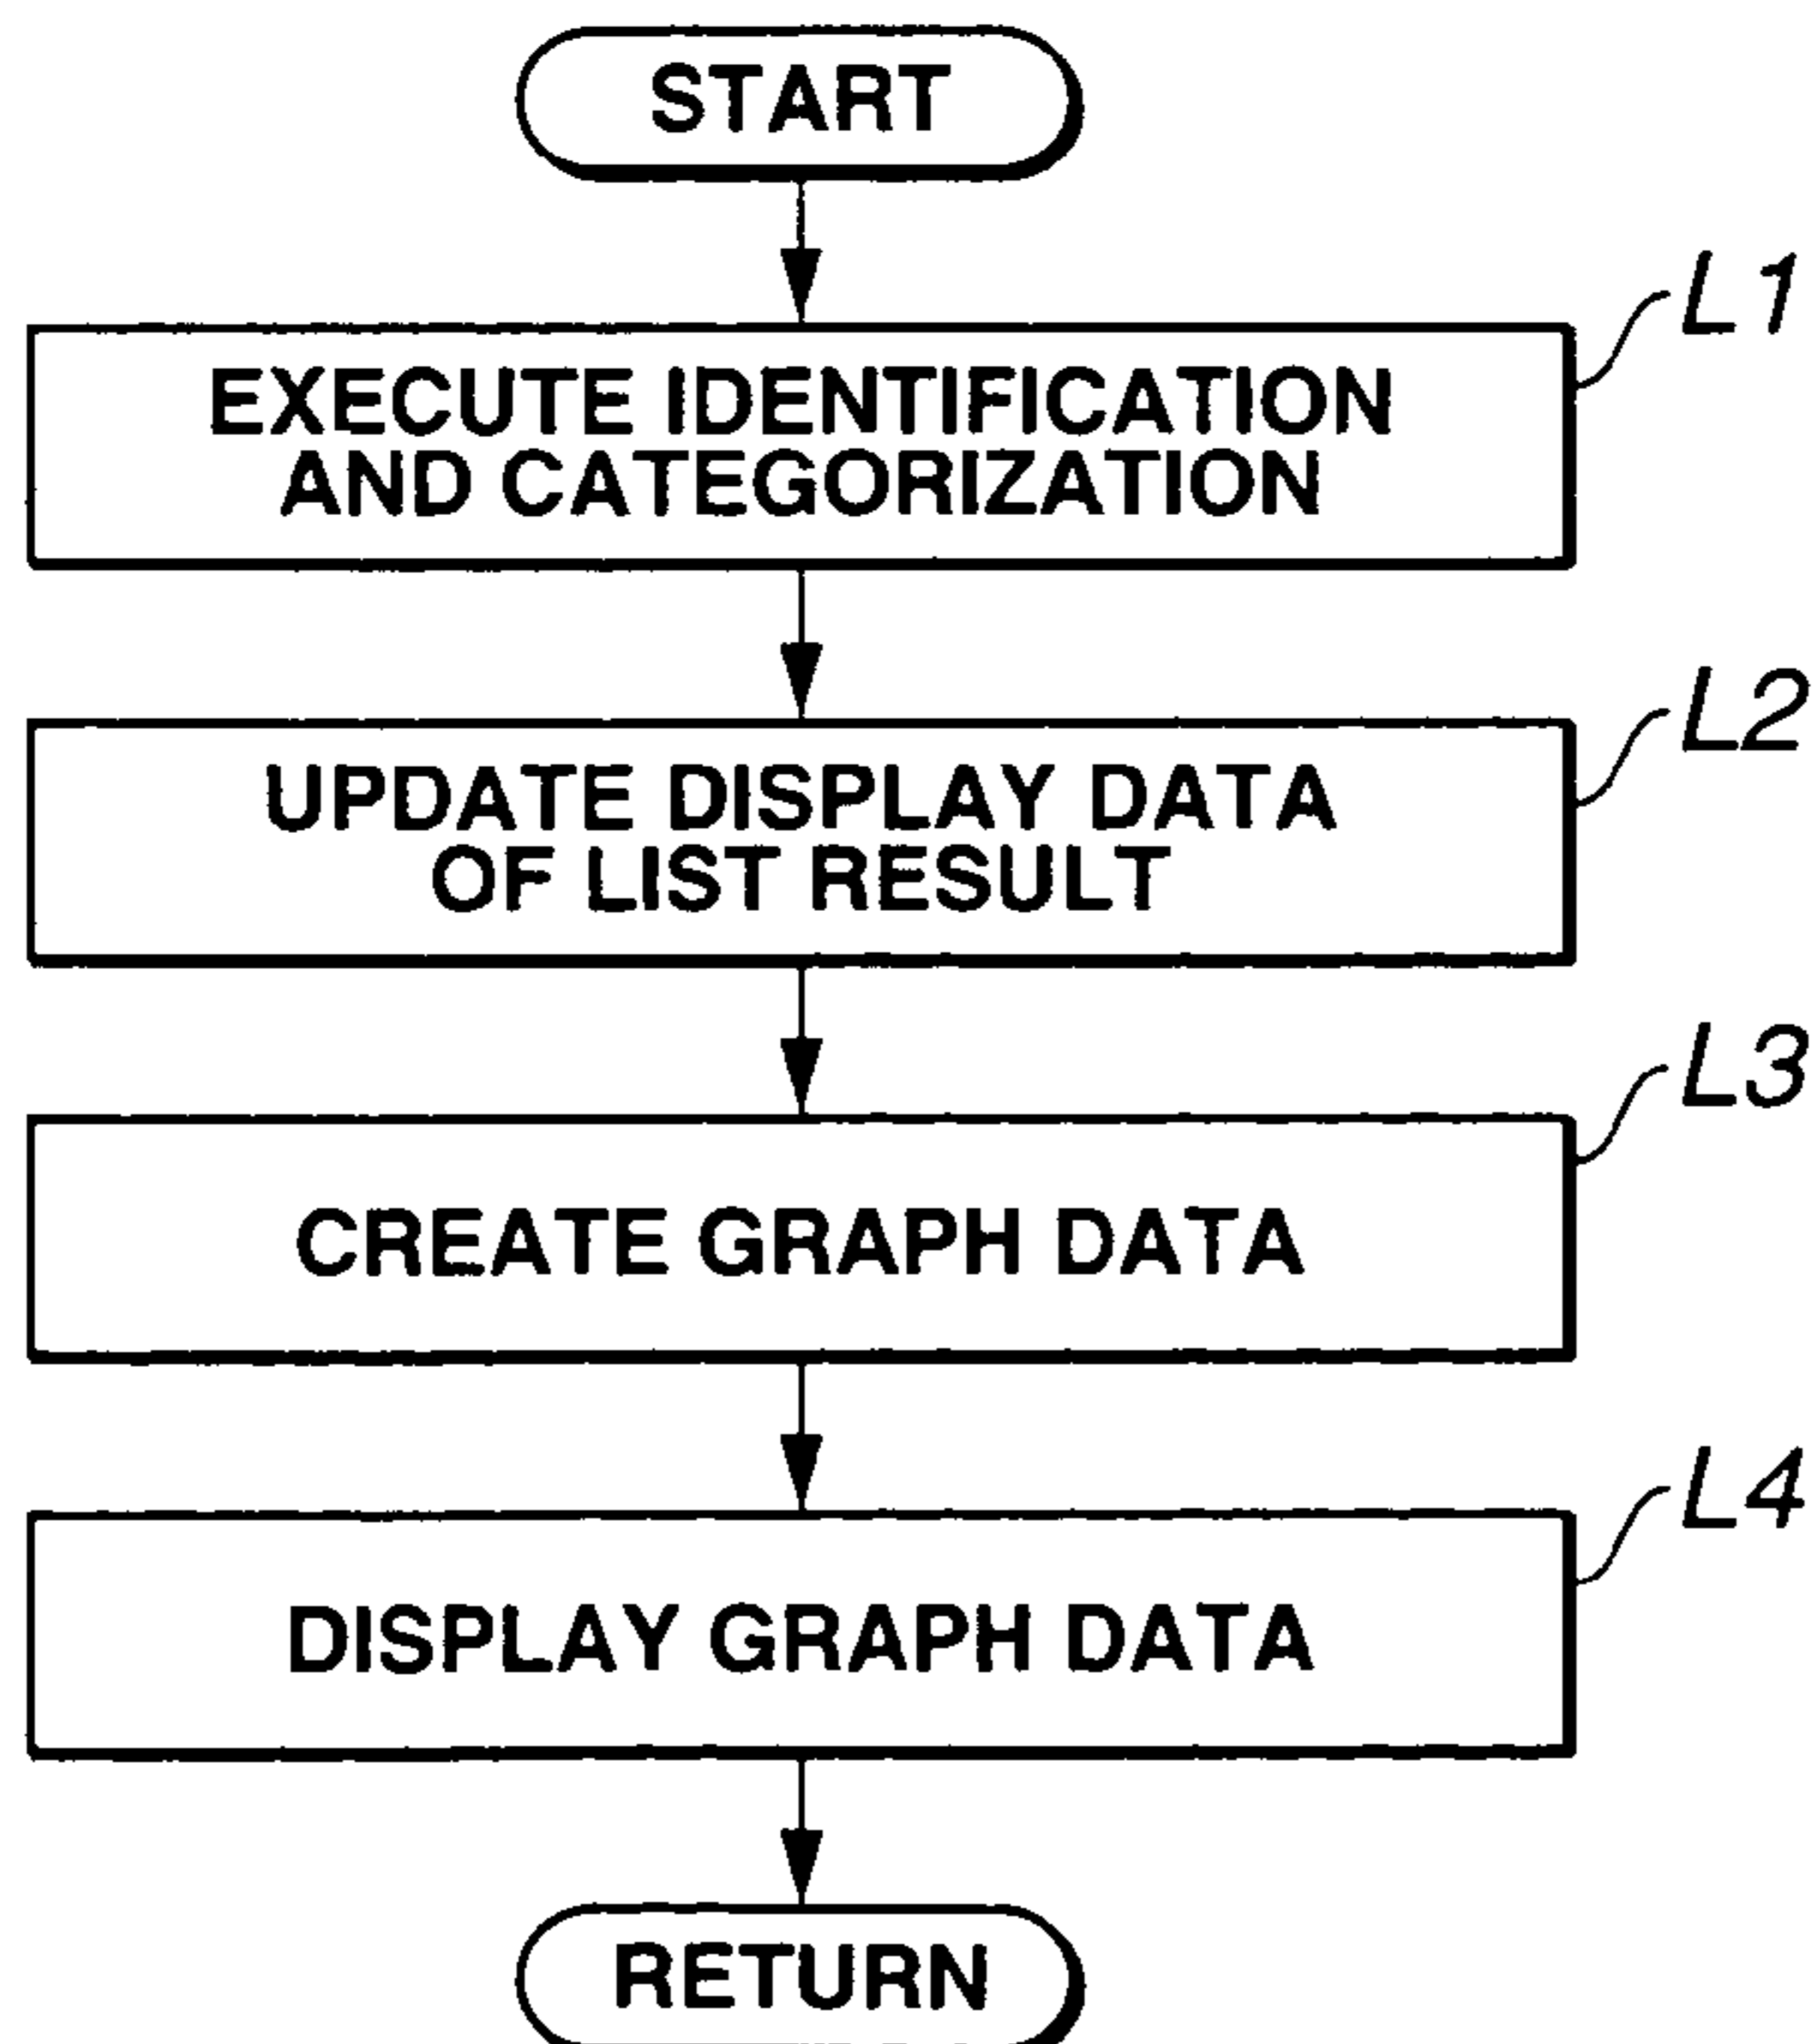 START
L1
EXECUTE IDENTIFICATION
AND CATEGORIZATION
L2
UPDATE DISPLAY DATA
OF LIST RESULT
L3
CREATE GRAPH DATA
L4
DISPLAY GRAPH DATA
RETURN